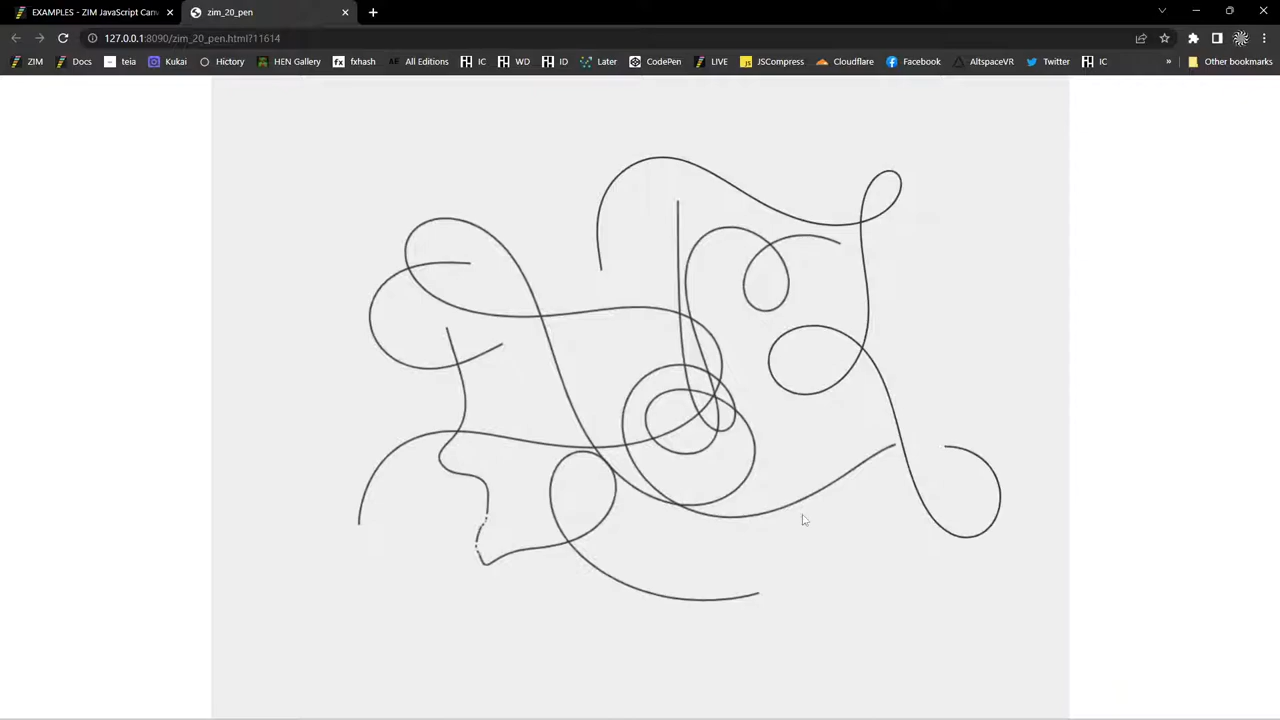 EXAMPLES - ZIM JavaScript Can
zim_20_pen
127.0.0.1:8090/zim_20_pen.html?11614
ZIM Docs teia Kukai Hictory HEN Gallery fxhash All Editions IC WD ID Later CodePen LIVE JSCompress Cloudflare Facebook AltspaceVR Twitter IC » Other bookmarks